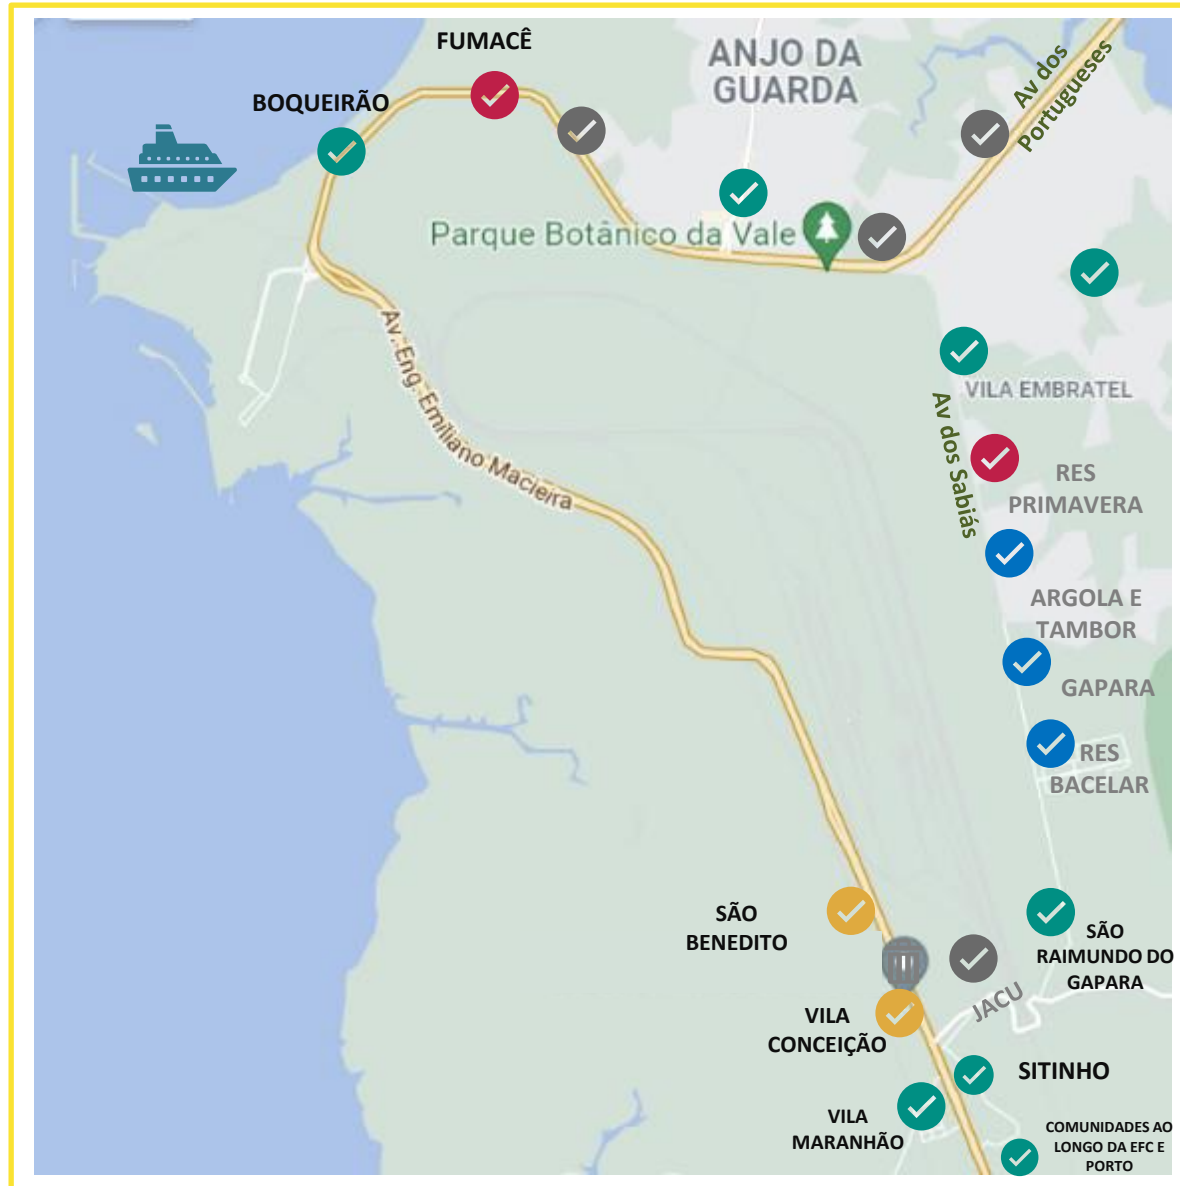 FUMACÊ
ANJO DA
GUARDA
Av dos
Portugueses
BOQUEIRÃO
Parque Botânico da Vale
Av. Eng. Emiliano Macieira
VILA EMBRATEL
Av dos Sabiás
RES
PRIMAVERA
ARGOLA E
TAMBOR
GAPARA
RES
BACELAR
SÃO
BENEDITO
SÃO
RAIMUNDO DO
GAPARA
JACU
VILA
CONCEIÇÃO
SITINHO
VILA
MARANHÃO
COMUNIDADES AO
LONGO DA EFC E
PORTO